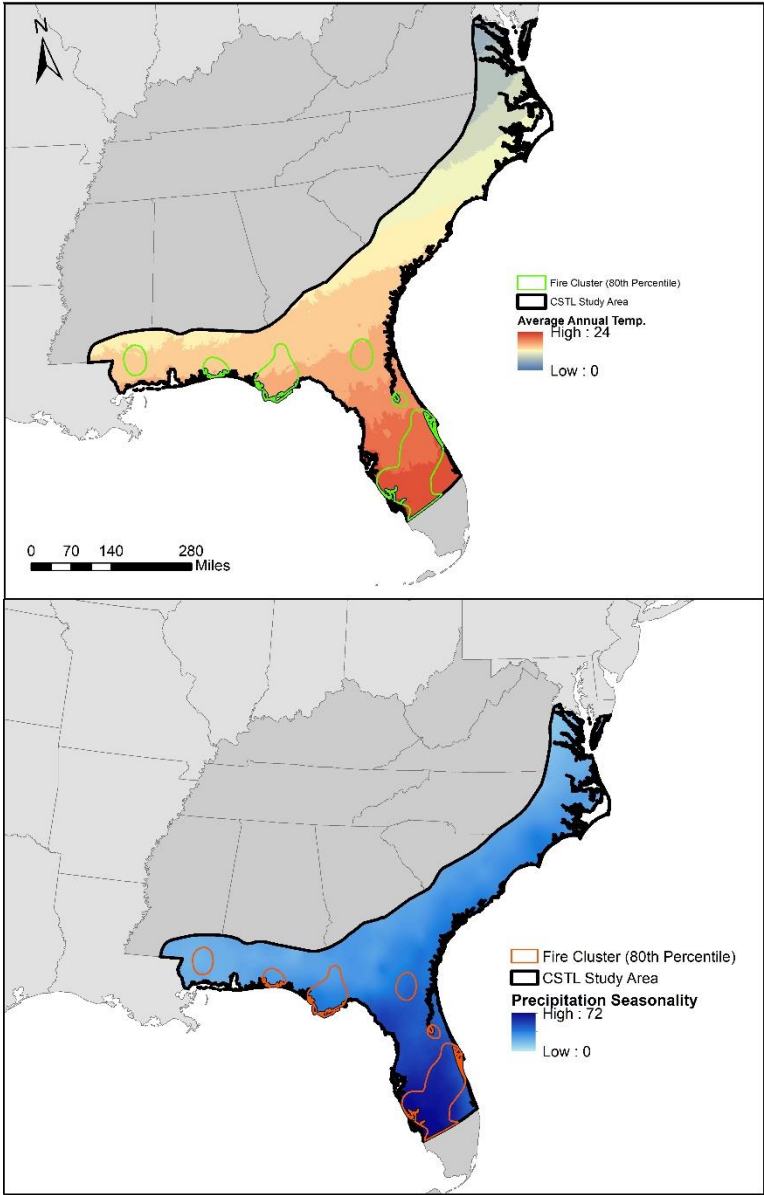 N
Fire Cluster (80th Percentile)
CSTL Study Area
Average Annual Temp.
High : 24
Low : 0
0 70 140 280
Miles
Fire Cluster (80th Percentile)
CSTL Study Area
Precipitation Seasonality
High : 72
Low : 0